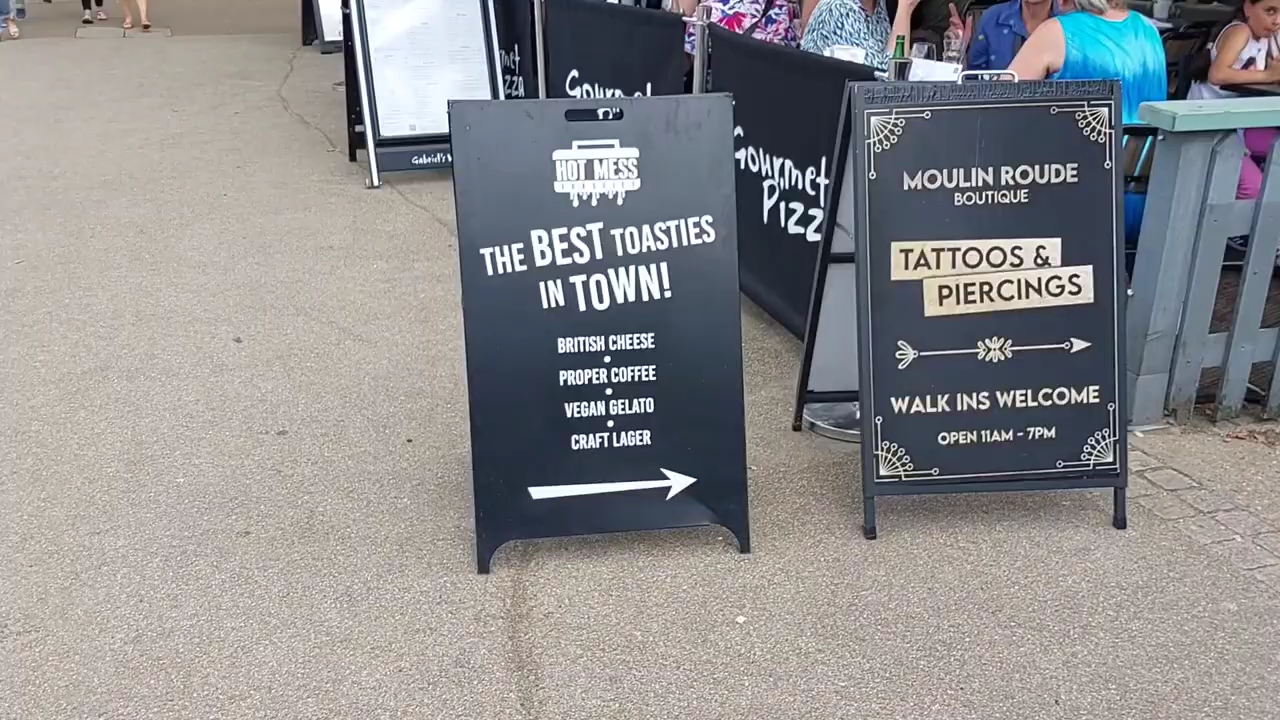 HOT MESS
THE BEST TOASTIES
IN TOWN!
BRITISH CHEESE
PROPER COFFEE
VEGAN GELATO
CRAFT LAGER
MOULIN ROUDE
BOUTIQUE
TATTOOS &
PIERCINGS
WALK INS WELCOME
OPEN 11AM - 7PM
Gourmet
Gabriel's